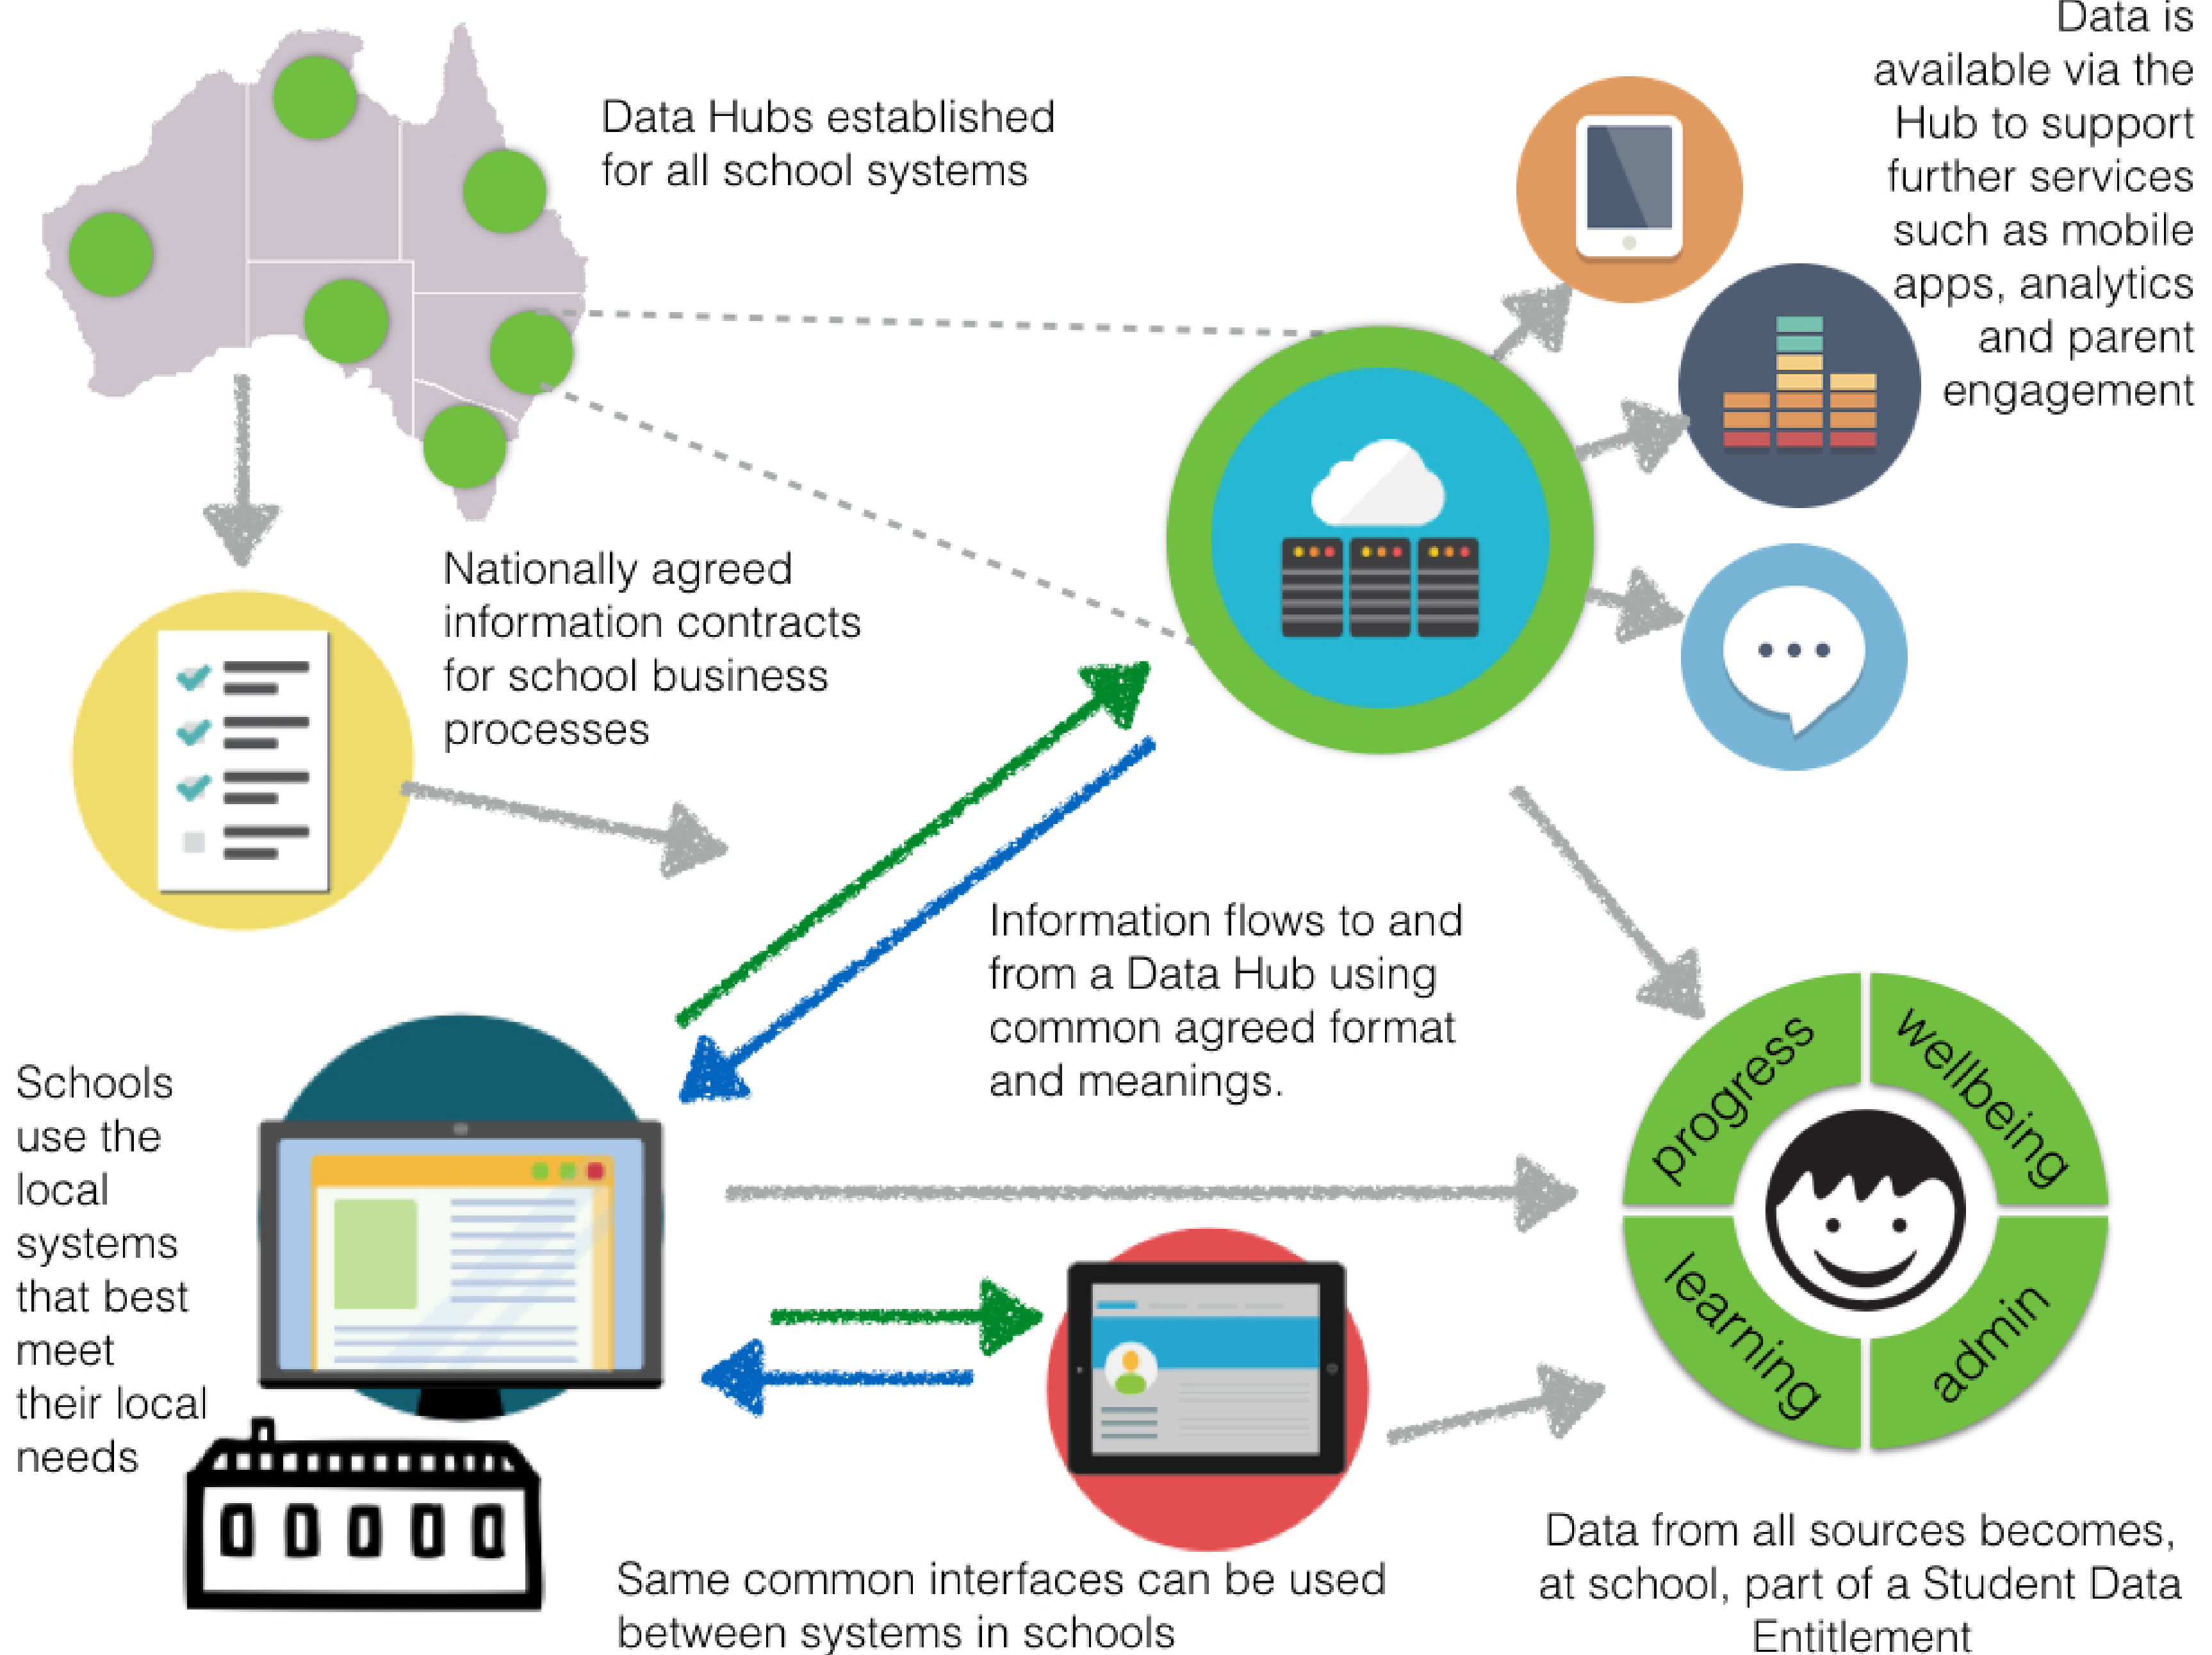 Data Hubs established
for all school systems
Data is
available via the
Hub to support
further services
such as mobile
apps, analytics
and parent
engagement
Nationally agreed
information contracts
for school business
processes
Information flows to and
from a Data Hub using
common agreed format
and meanings.
Schools
use the
local
systems
that best
meet
their local
needs
progress
wellbeing
learning
admin
Same common interfaces can be used
between systems in schools
Data from all sources becomes,
at school, part of a Student Data
Entitlement